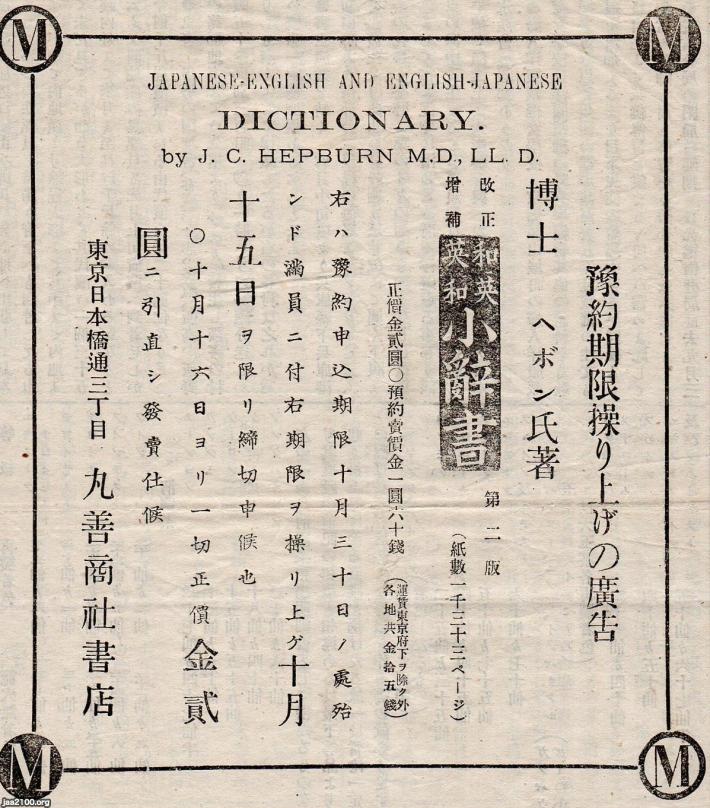 JAPANESE-ENGLISH AND ENGLISH-JAPANESE
DICTIONARY.
by J. C. HEPBURN M.D., LL. D.
豫約期限操り上げの廣告
博士 ヘボン氏著
改正
增補
和英
英和
小辭書
第二版
(紙數一千三十三ページ)
正價金貳圓〇預約賣價金一圓六十錢
(運賃東京府下ヲ除ク外
各地共金拾五錢)
右ハ豫約申込期限十月三十日ノ處殆
ンド滿員ニ付右期限ヲ操リ上ゲ十月
十五日ヲ限リ締切申候也
〇十月十六日ヨリ一切正價金貳
圓ニ引直シ發賣仕候
東京日本橋通三丁目 丸善商社書店
M
M
M
M
jaa2100.org